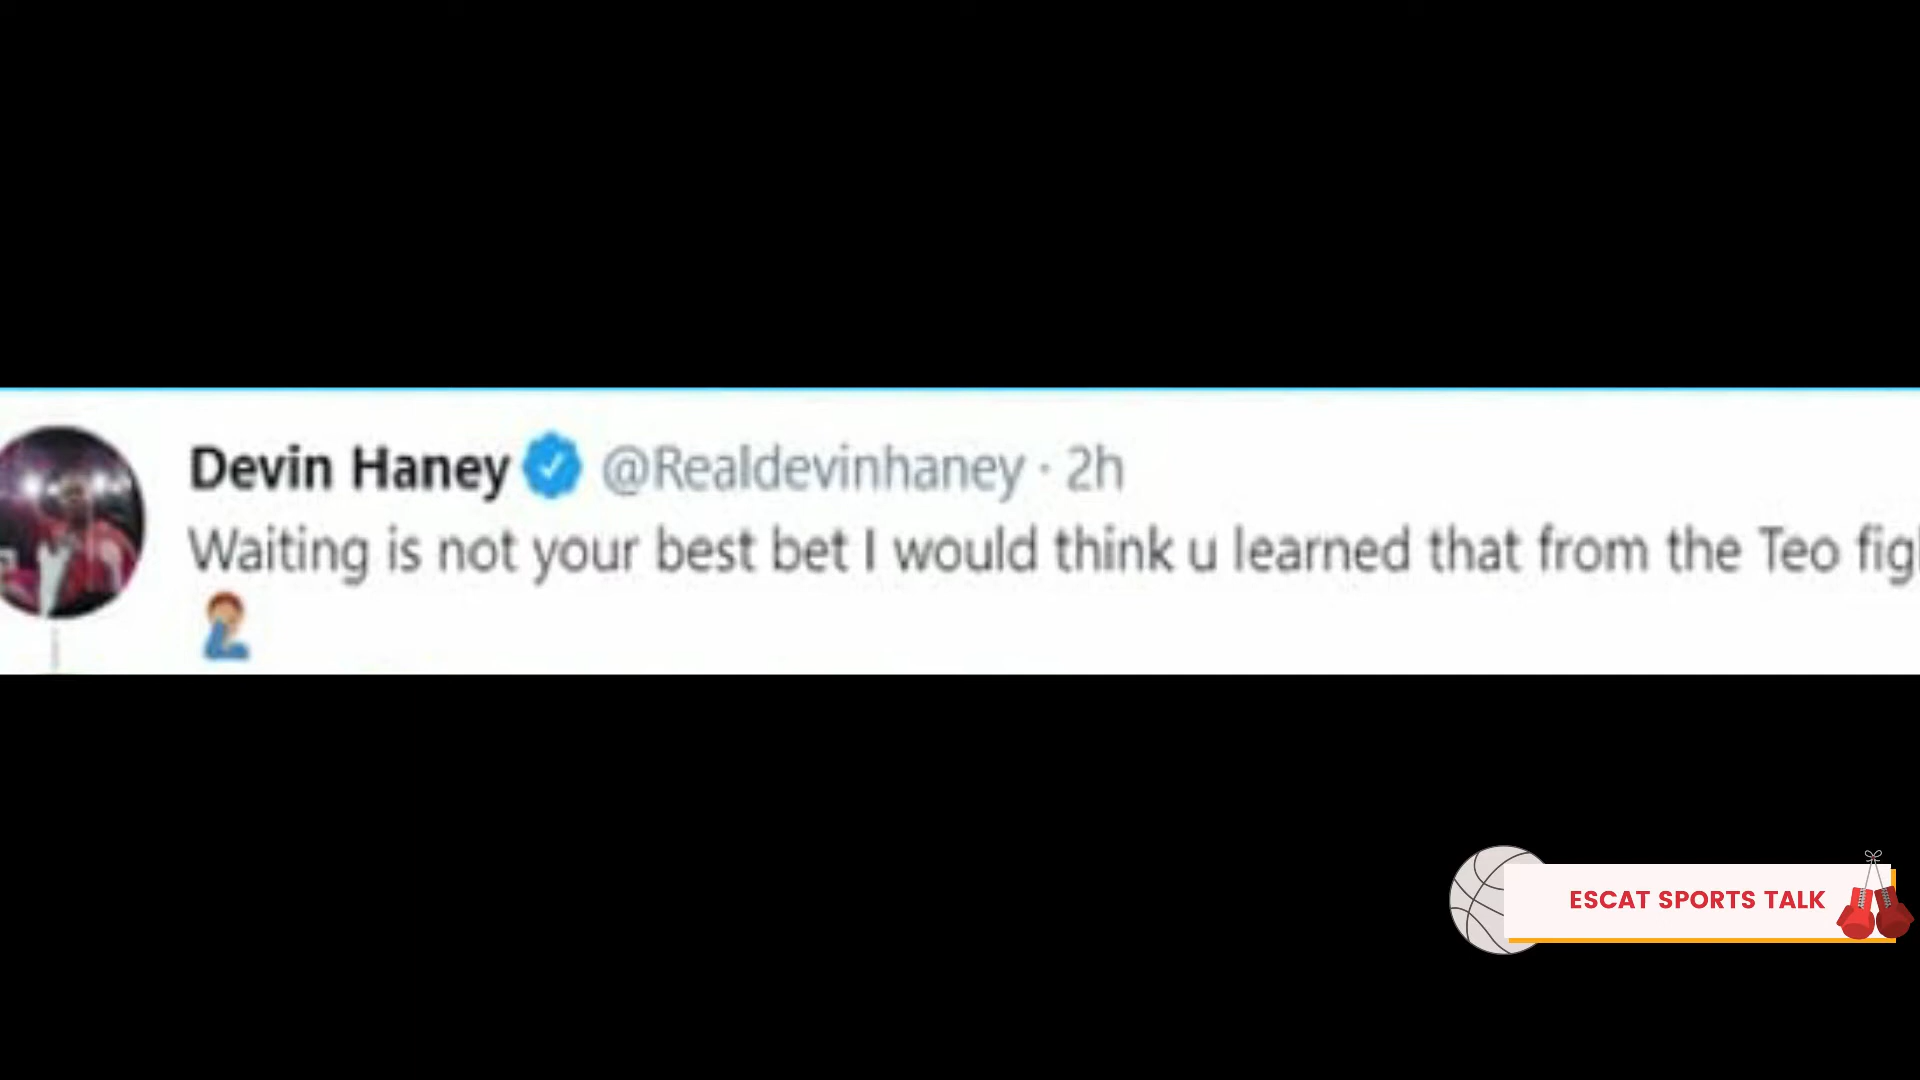 Devin Haney @Realdevinhaney · 2h
Waiting is not your best bet I would think u learned that from the Teo
ESCAT SPORTS TALK